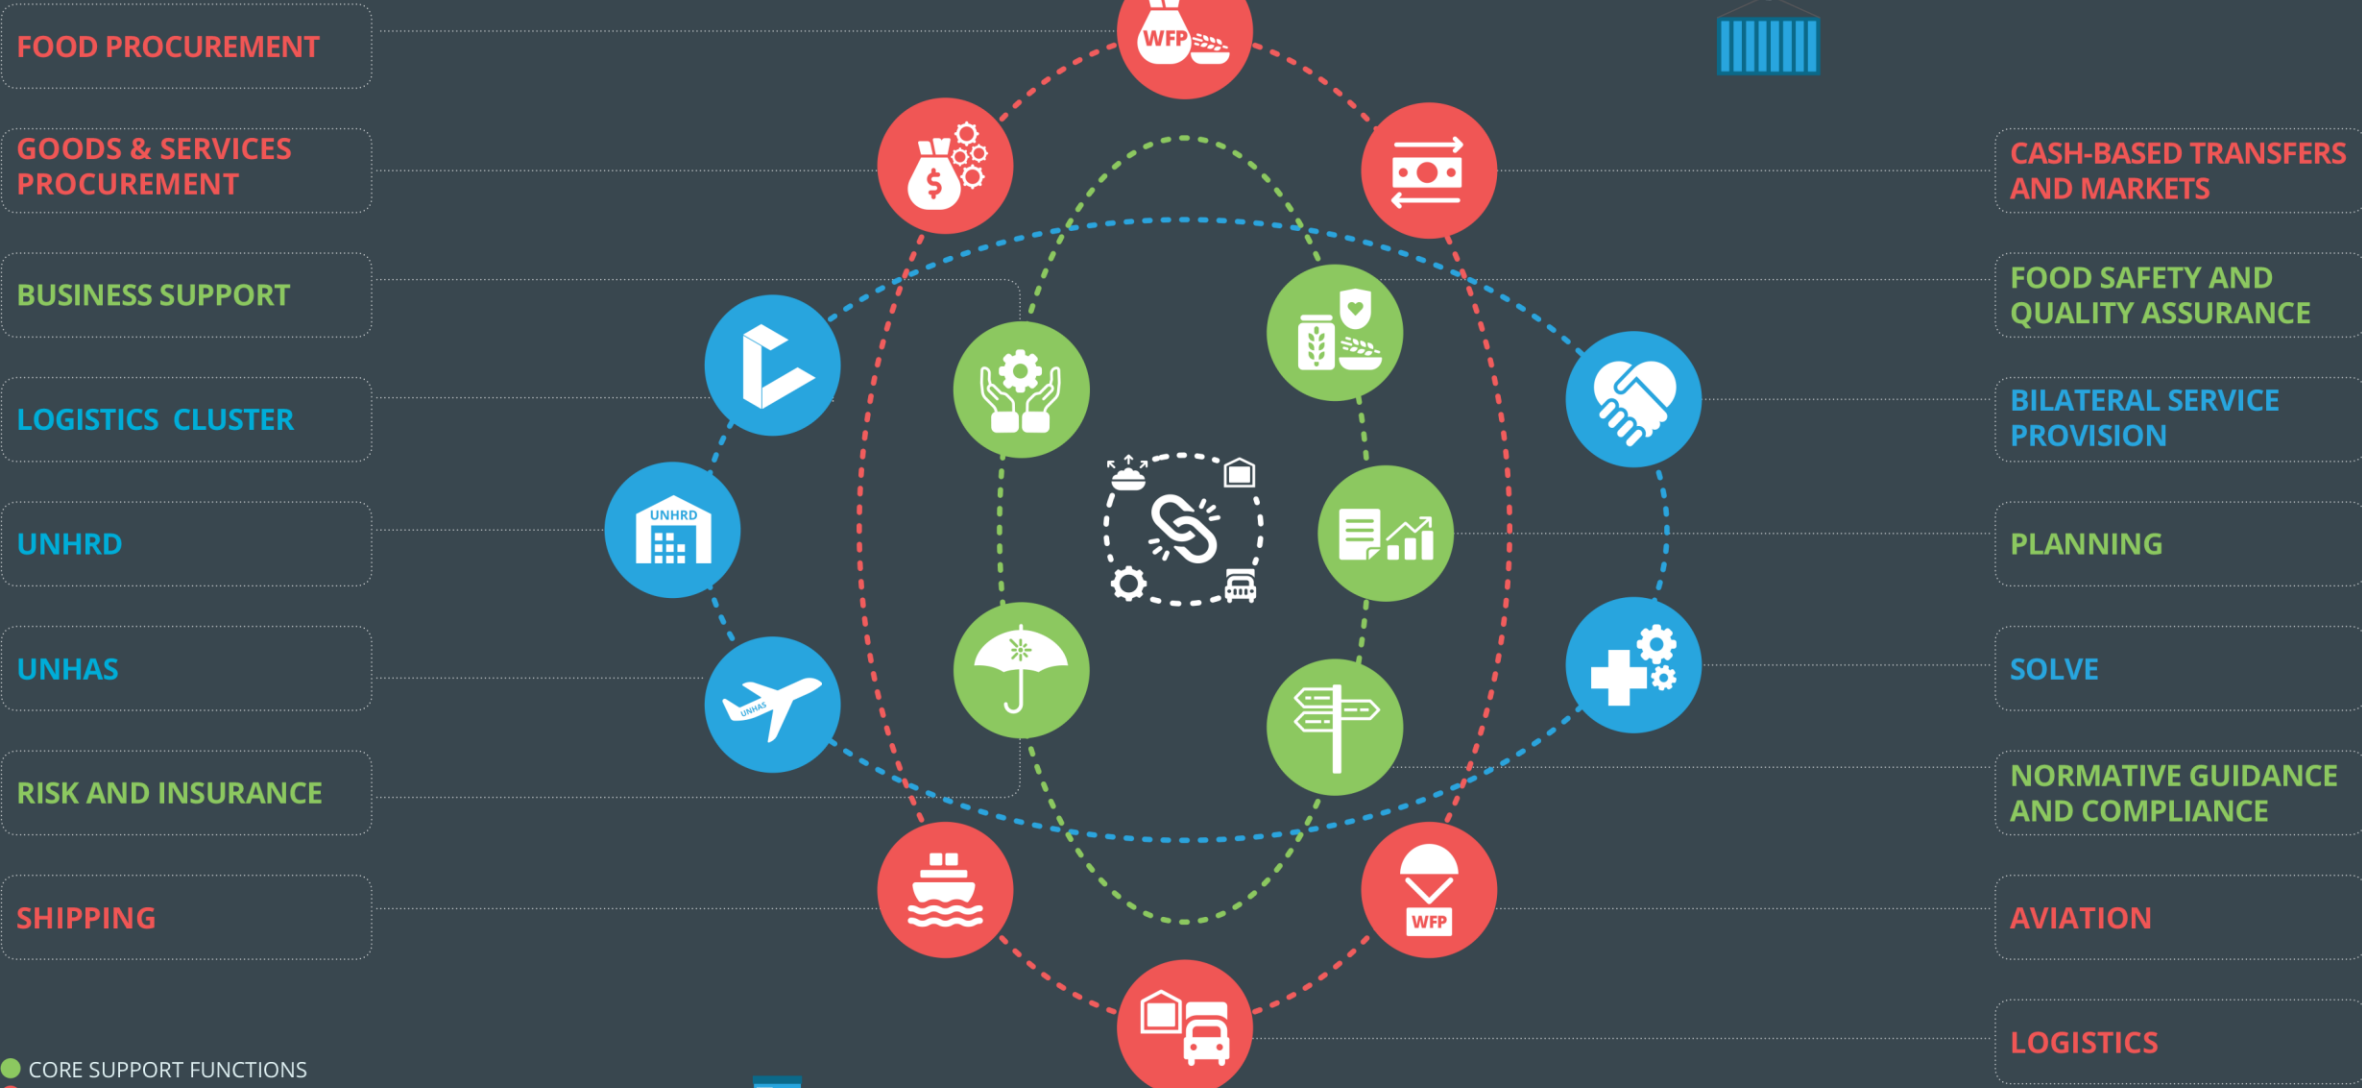 FOOD PROCUREMENT
GOODS & SERVICES
PROCUREMENT
BUSINESS SUPPORT
LOGISTICS  CLUSTER
UNHRD
UNHAS
RISK AND INSURANCE
SHIPPING
CORE SUPPORT FUNCTIONS
WFP
$
UNHRD
UNHAS
WFP
CASH-BASED TRANSFERS
AND MARKETS
FOOD SAFETY AND
QUALITY ASSURANCE
BILATERAL SERVICE
PROVISION
PLANNING
SOLVE
NORMATIVE GUIDANCE
AND COMPLIANCE
AVIATION
LOGISTICS